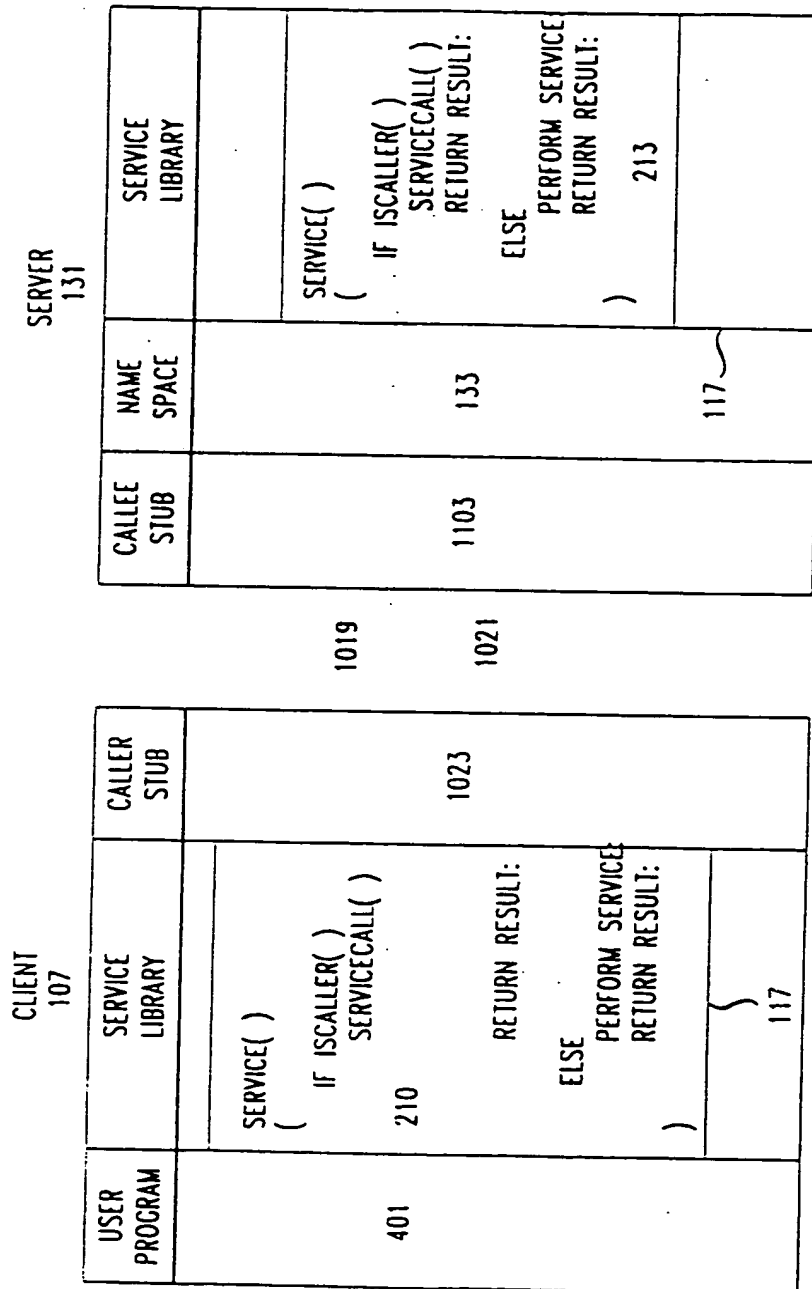 CLIENT
107
USER
PROGRAM
SERVICE
LIBRARY
CALLER
STUB
401
SERVICE( )
(
IF ISCALLER( )
SERVICECALL( )
210
RETURN RESULT:
ELSE
PERFORM SERVICE:
RETURN RESULT:
)
117
1023
1019
1021
SERVER
131
CALLEE
STUB
NAME
SPACE
SERVICE
LIBRARY
1103
133
117
SERVICE( )
(
IF ISCALLER( )
SERVICECALL( )
RETURN RESULT:
ELSE
PERFORM SERVICE:
RETURN RESULT:
)
213